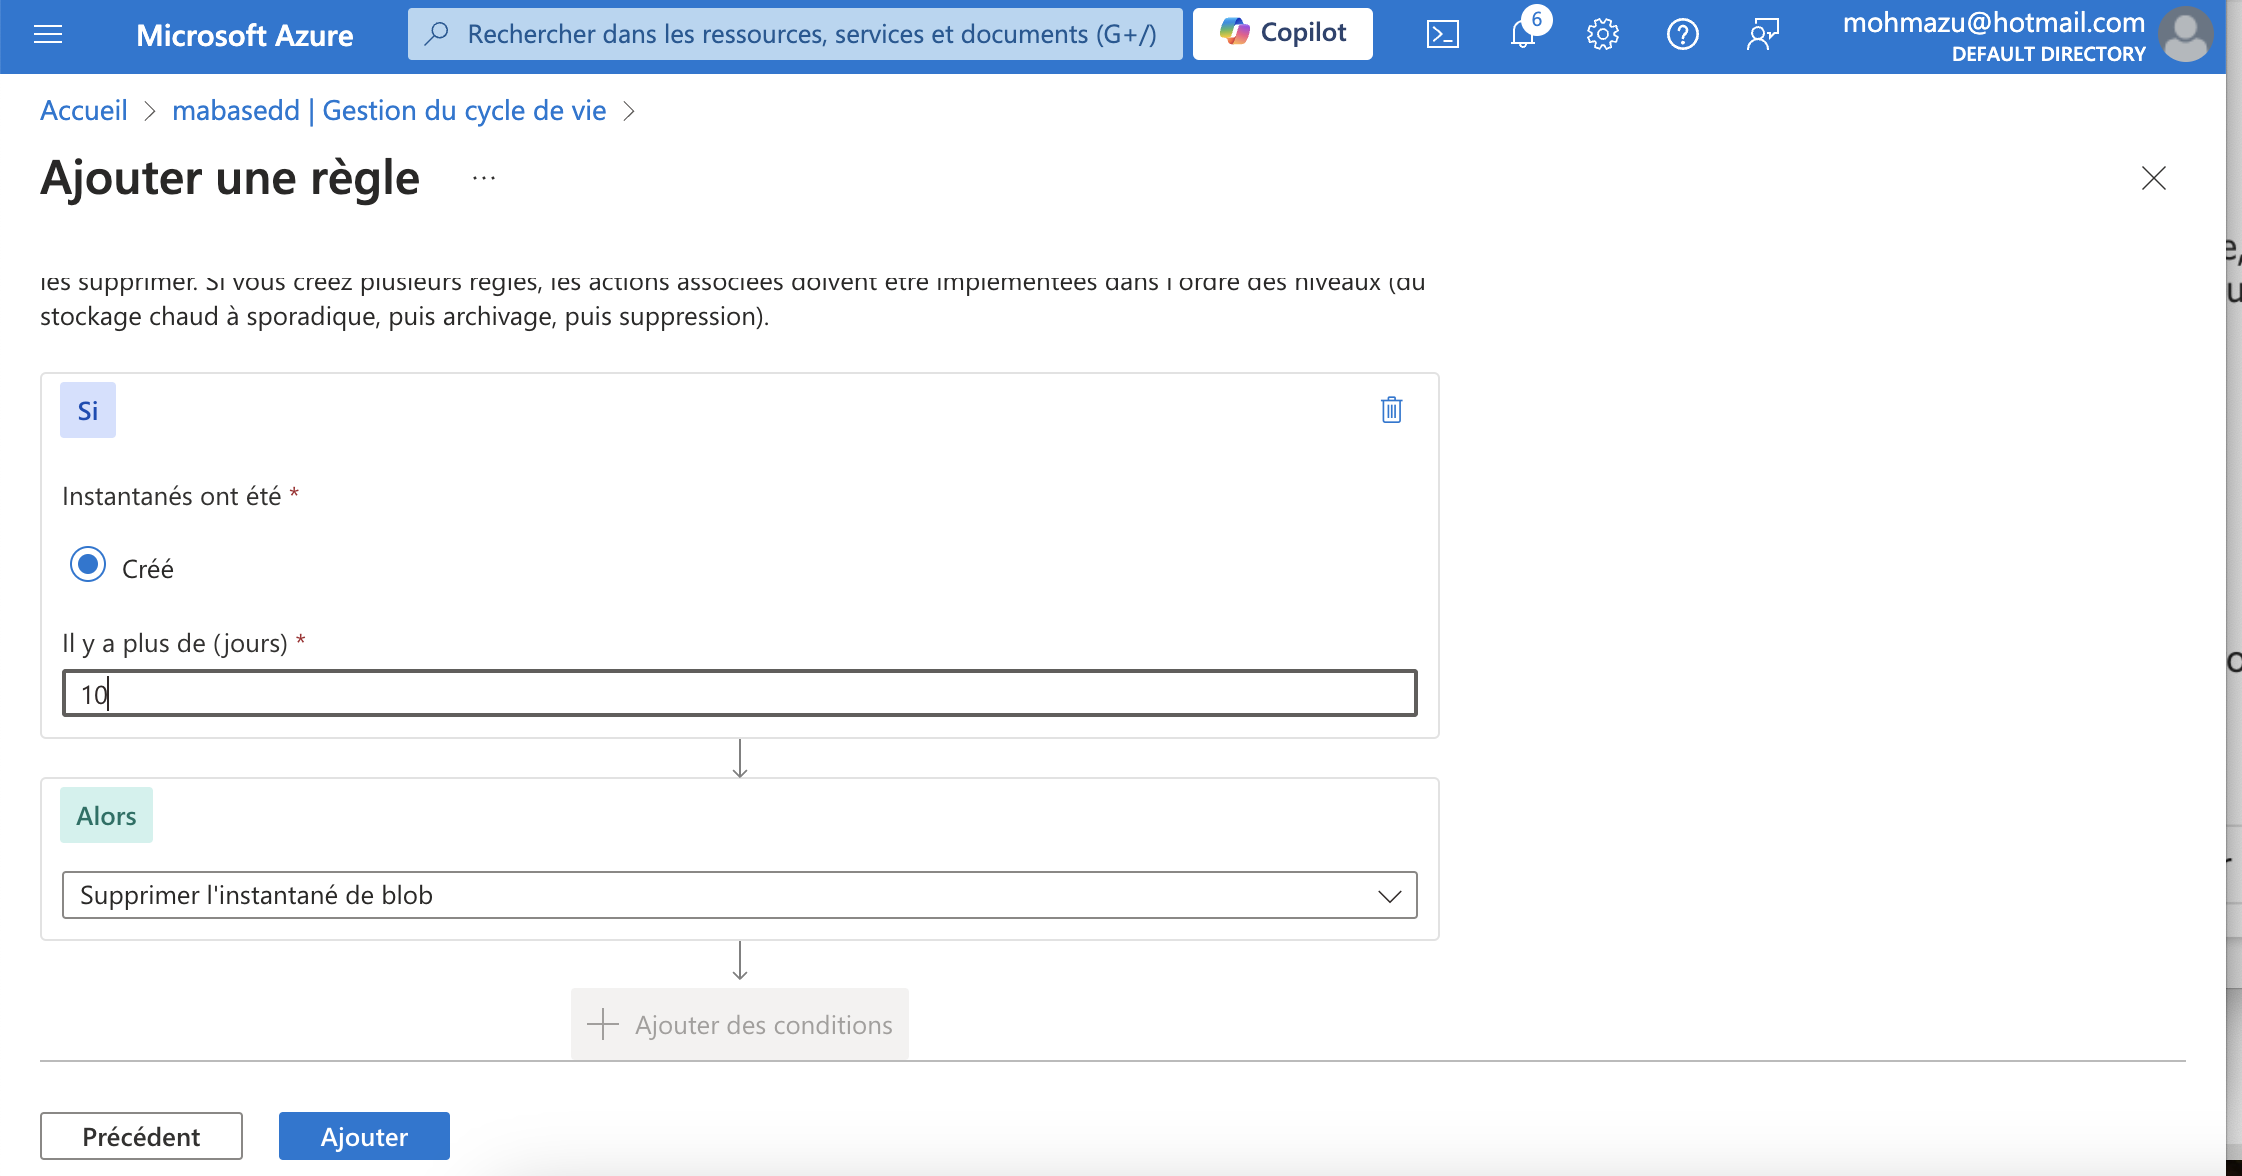 Microsoft Azure
Rechercher dans les ressources, services et documents (G+/)
Copilot
6
mohmazu@hotmail.com
DEFAULT DIRECTORY
Accueil > mabasedd | Gestion du cycle de vie >
Ajouter une règle ...
les supprimer. Si vous créez plusieurs règles, les actions associées doivent être implémentées dans l'ordre des niveaux (du
stockage chaud à sporadique, puis archivage, puis suppression).
Si
Instantanés ont été *
Créé
Il y a plus de (jours) *
10
Alors
Supprimer l'instantané de blob
Ajouter des conditions
Précédent
Ajouter